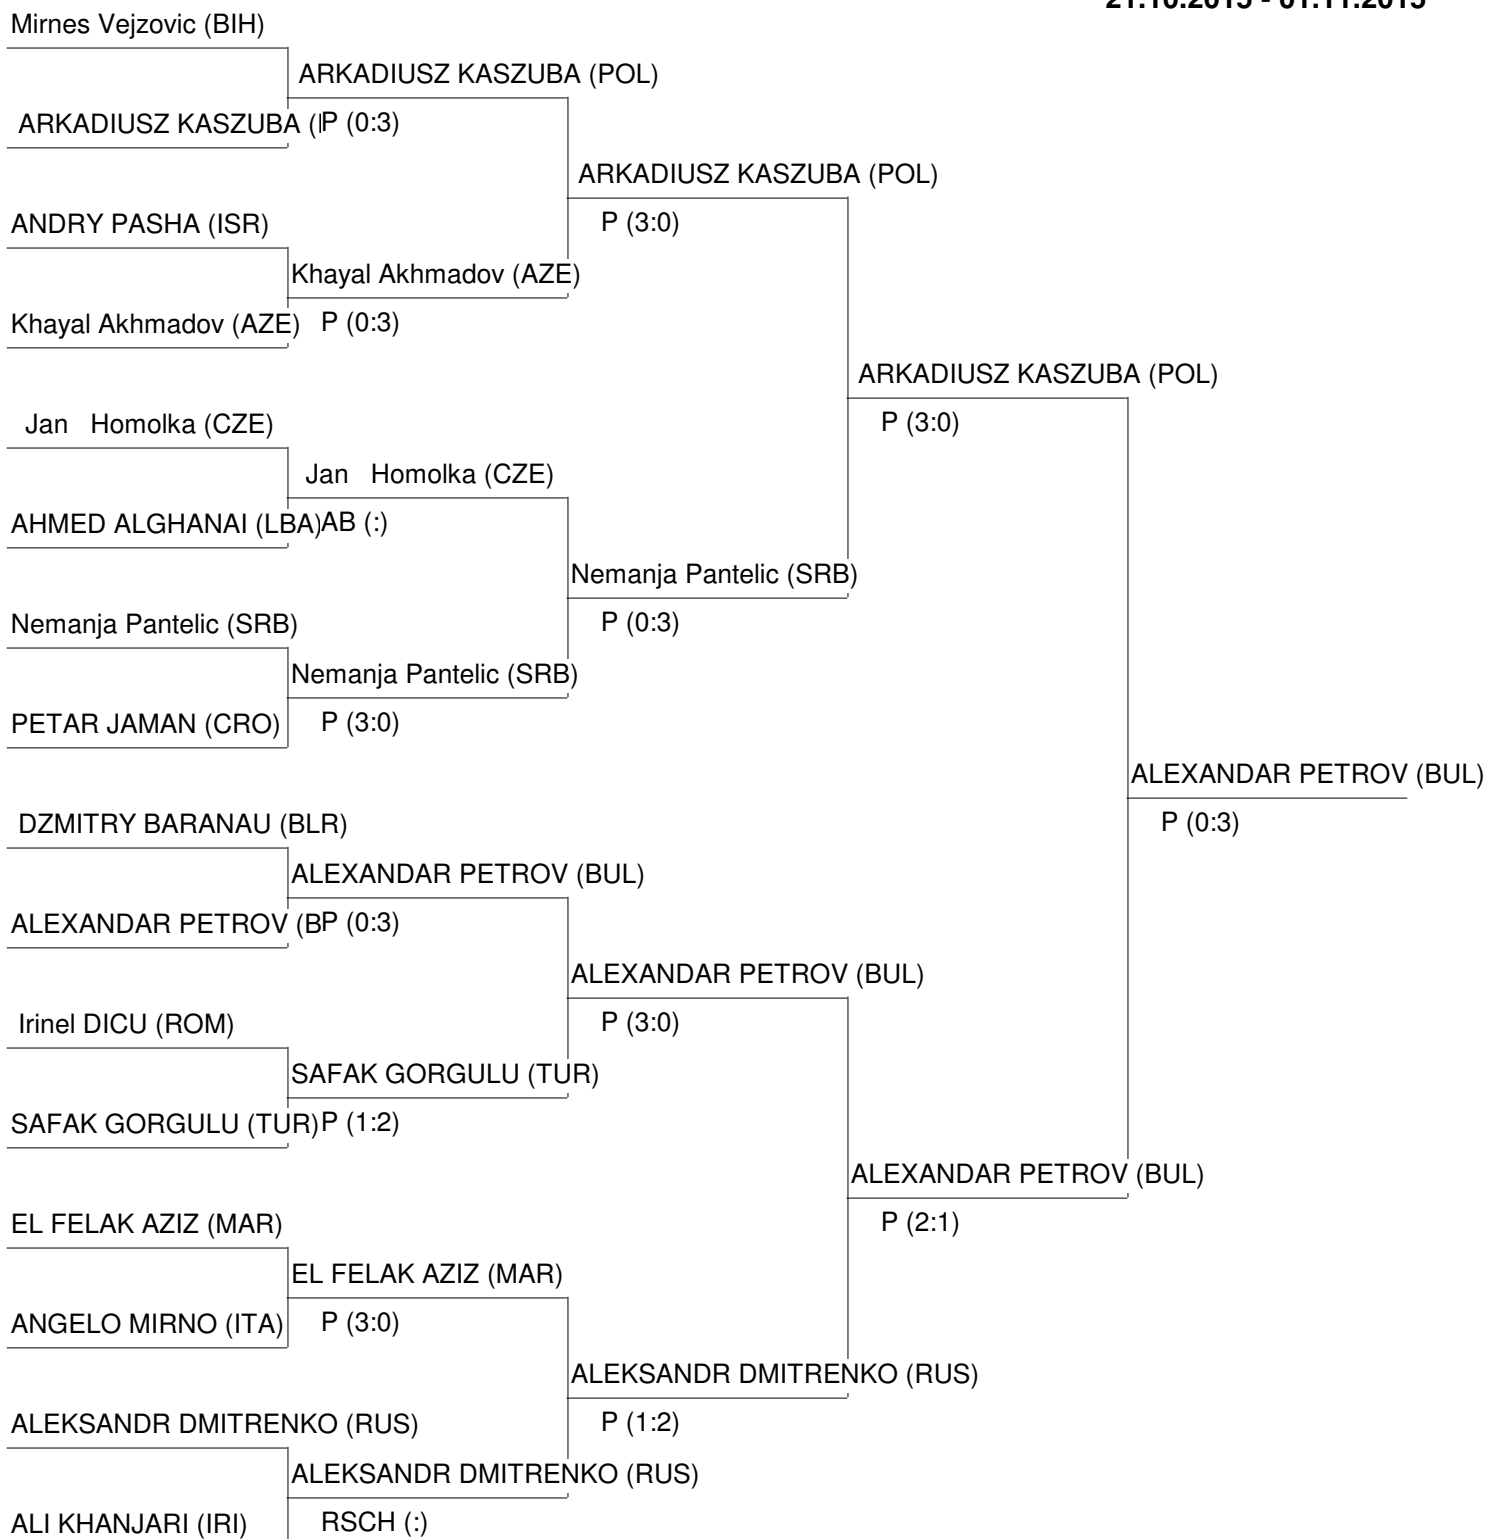 21.10.2015 - 01.11.2015
Mirnes Vejzovic (BIH)
ARKADIUSZ KASZUBA (POL)
ARKADIUSZ KASZUBA (
P (0:3)
ARKADIUSZ KASZUBA (POL)
ANDRY PASHA (ISR)
P (3:0)
Khayal Akhmadov (AZE)
Khayal Akhmadov (AZE)
P (0:3)
ARKADIUSZ KASZUBA (POL)
Jan Homolka (CZE)
P (3:0)
Jan Homolka (CZE)
AHMED ALGHANAI (LBA)
AB (:)
Nemanja Pantelic (SRB)
Nemanja Pantelic (SRB)
P (0:3)
Nemanja Pantelic (SRB)
PETAR JAMAN (CRO)
P (3:0)
ALEXANDAR PETROV (BUL)
DZMITRY BARANAU (BLR)
P (0:3)
ALEXANDAR PETROV (BUL)
ALEXANDAR PETROV (B
P (0:3)
ALEXANDAR PETROV (BUL)
Irinel DICU (ROM)
P (3:0)
SAFAK GORGULU (TUR)
SAFAK GORGULU (TUR)
P (1:2)
ALEXANDAR PETROV (BUL)
EL FELAK AZIZ (MAR)
P (2:1)
EL FELAK AZIZ (MAR)
ANGELO MIRNO (ITA)
P (3:0)
ALEKSANDR DMITRENKO (RUS)
ALEKSANDR DMITRENKO (RUS)
P (1:2)
ALEKSANDR DMITRENKO (RUS)
ALI KHANJARI (IRI)
RSCH (:)